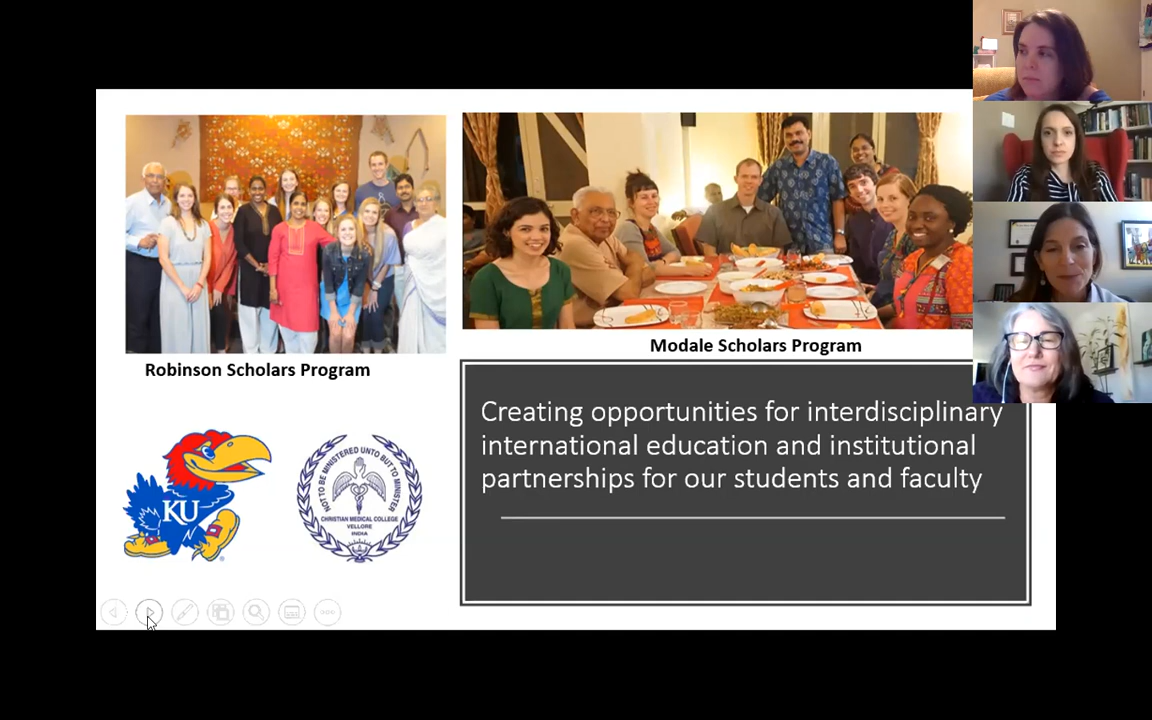 Robinson Scholars Program
Modale Scholars Program
Creating opportunities for interdisciplinary
international education and institutional
partnerships for our students and faculty
KU
NOT TO BE MINISTERED UNTO BUT TO MINISTER
CHRISTIAN MEDICAL COLLEGE
VELLORE
INDIA